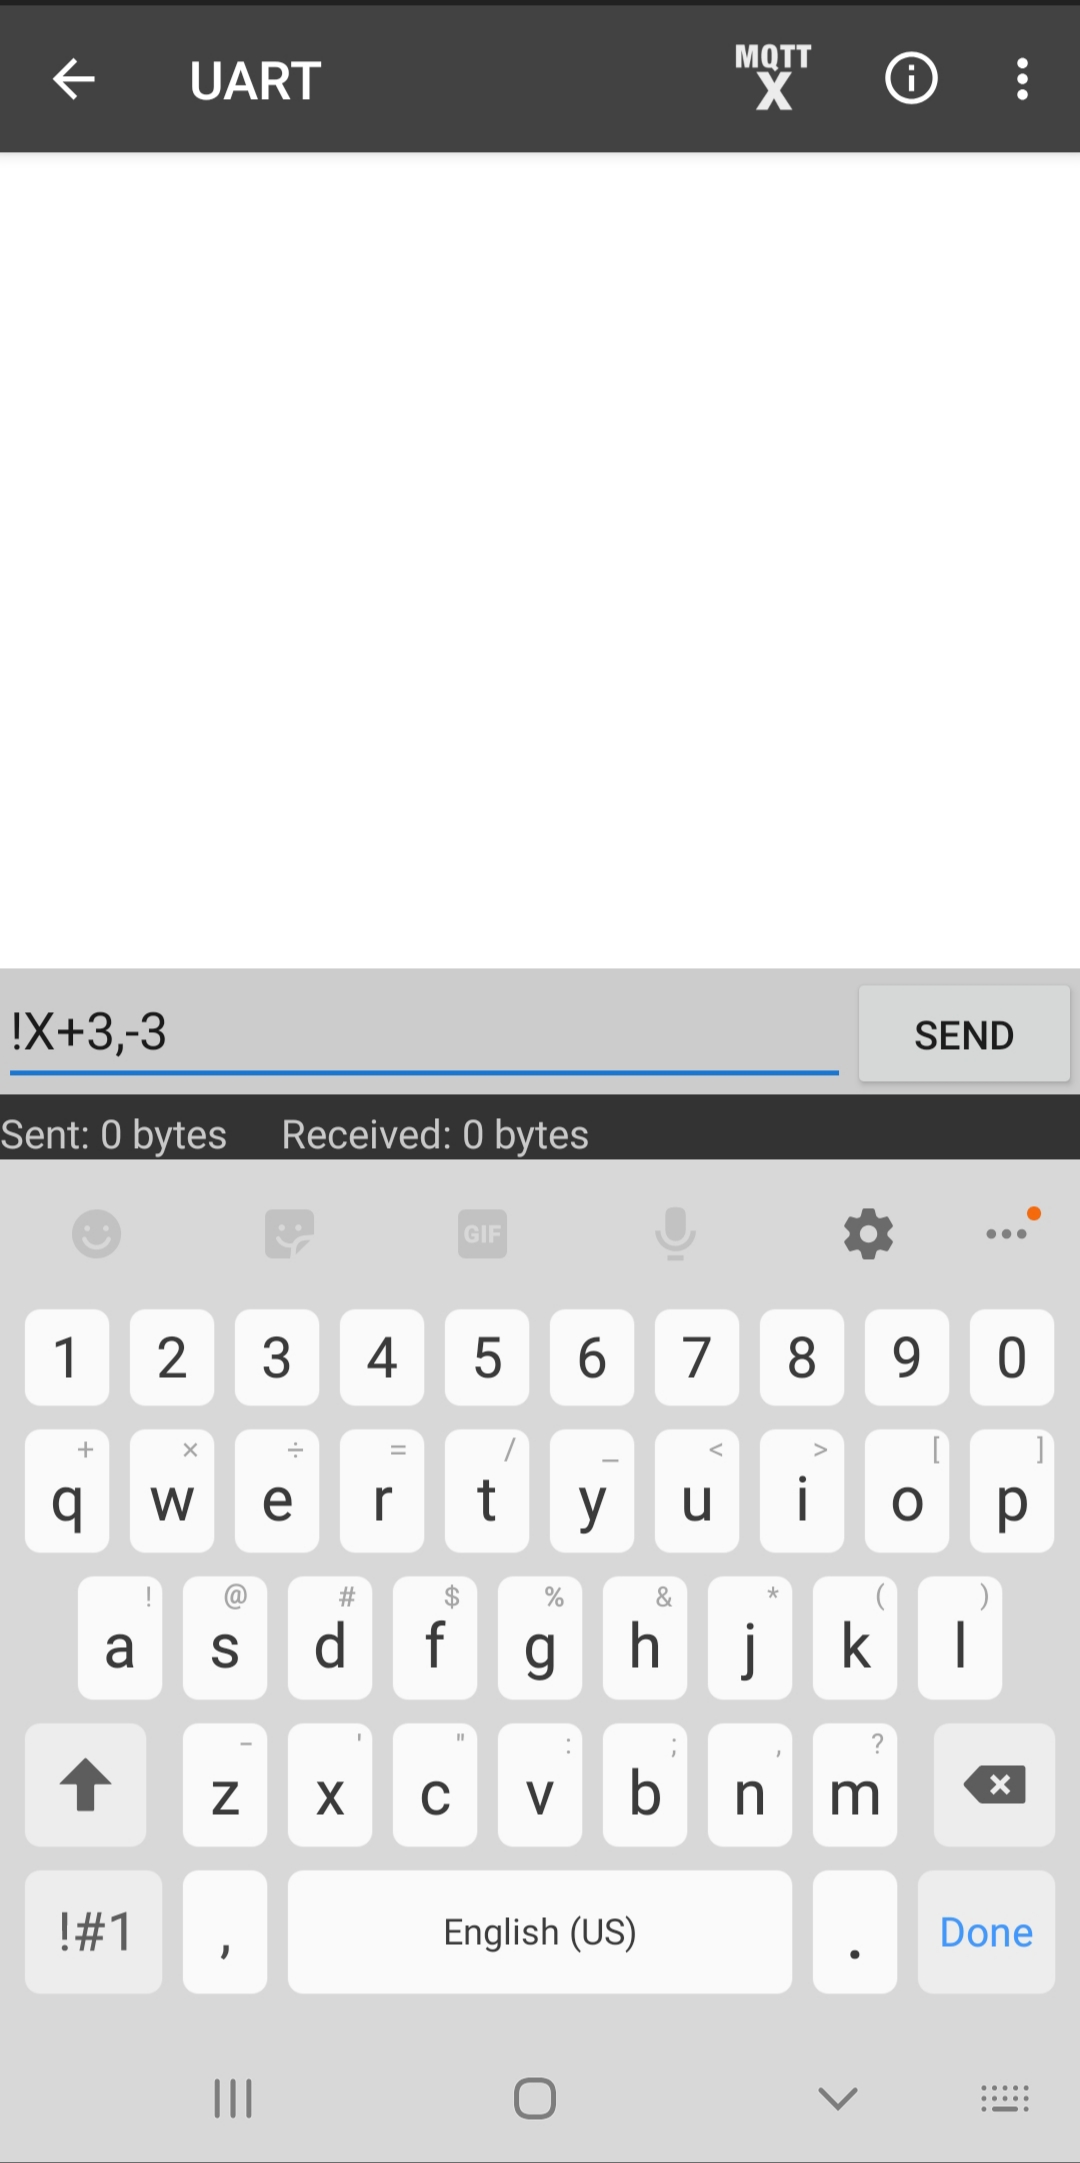 UART
MQTT
X
!X+3,-3
SEND
Sent: 0 bytes Received: 0 bytes
GIF
1 2 3 4 5 6 7 8 9 0
+ × ÷ = / _ < > [ ]
q w e r t y u i o p
! @ # $ % & * ( )
a s d f g h j k l
- ' " : ; , ?
z x c v b n m
!#1 , English (US) . Done